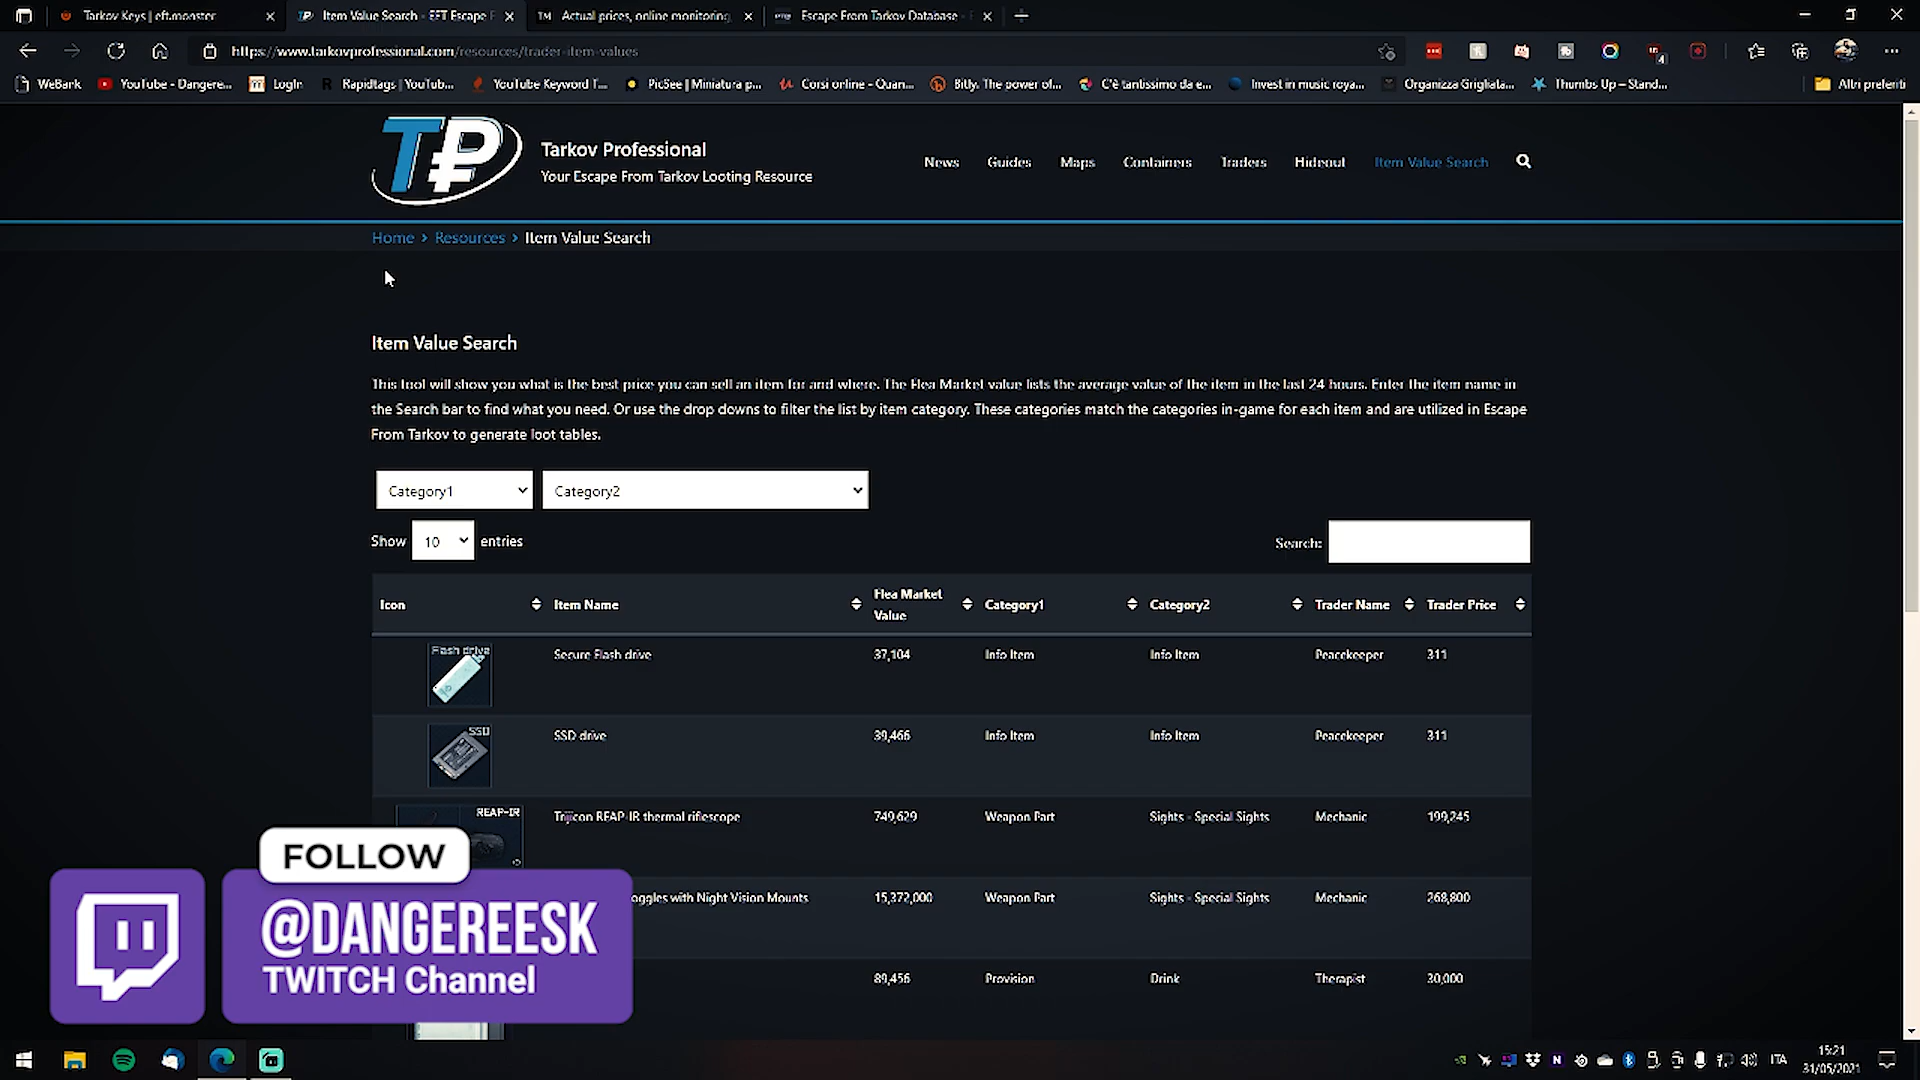 Tarkov Keys | eft.monster
Item Value Search - EFT Escape F
TM Actual prices, online monitoring,
Escape From Tarkov Database -
https://www.tarkovprofessional.com/resources/trader-item-values
WeBank
YouTube - Dangere...
Login
Rapidtags | YouTub...
YouTube Keyword T...
PicSee | Miniatura p...
Corsi online - Quan...
Bitly. The power of...
C'è tantissimo da e...
Invest in music roya...
Organizza Grigliata...
Thumbs Up – Stand...
Altri preferiti
TP
Tarkov Professional
Your Escape From Tarkov Looting Resource
News Guides Maps Containers Traders Hideout Item Value Search
Home > Resources > Item Value Search
Item Value Search
This tool will show you what is the best price you can sell an item for and where. The Flea Market value lists the average value of the item in the last 24 hours. Enter the item name in
the Search bar to find what you need. Or use the drop downs to filter the list by item category. These categories match the categories in-game for each item and are utilized in Escape
From Tarkov to generate loot tables.
Category1 Category2
Show 10 entries
Search:
Icon Item Name Flea Market Value Category1 Category2 Trader Name Trader Price
Flash drive Secure Flash drive 37,104 Info Item Info Item Peacekeeper 311
SSD SSD drive 39,466 Info Item Info Item Peacekeeper 311
REAP-IR Trijicon REAP-IR thermal riflescope 749,629 Weapon Part Sights - Special Sights Mechanic 199,245
oggles with Night Vision Mounts 15,372,000 Weapon Part Sights - Special Sights Mechanic 268,800
89,456 Provision Drink Therapist 30,000
FOLLOW
@DANGEREESK
TWITCH Channel
ITA
15:21
31/05/2021